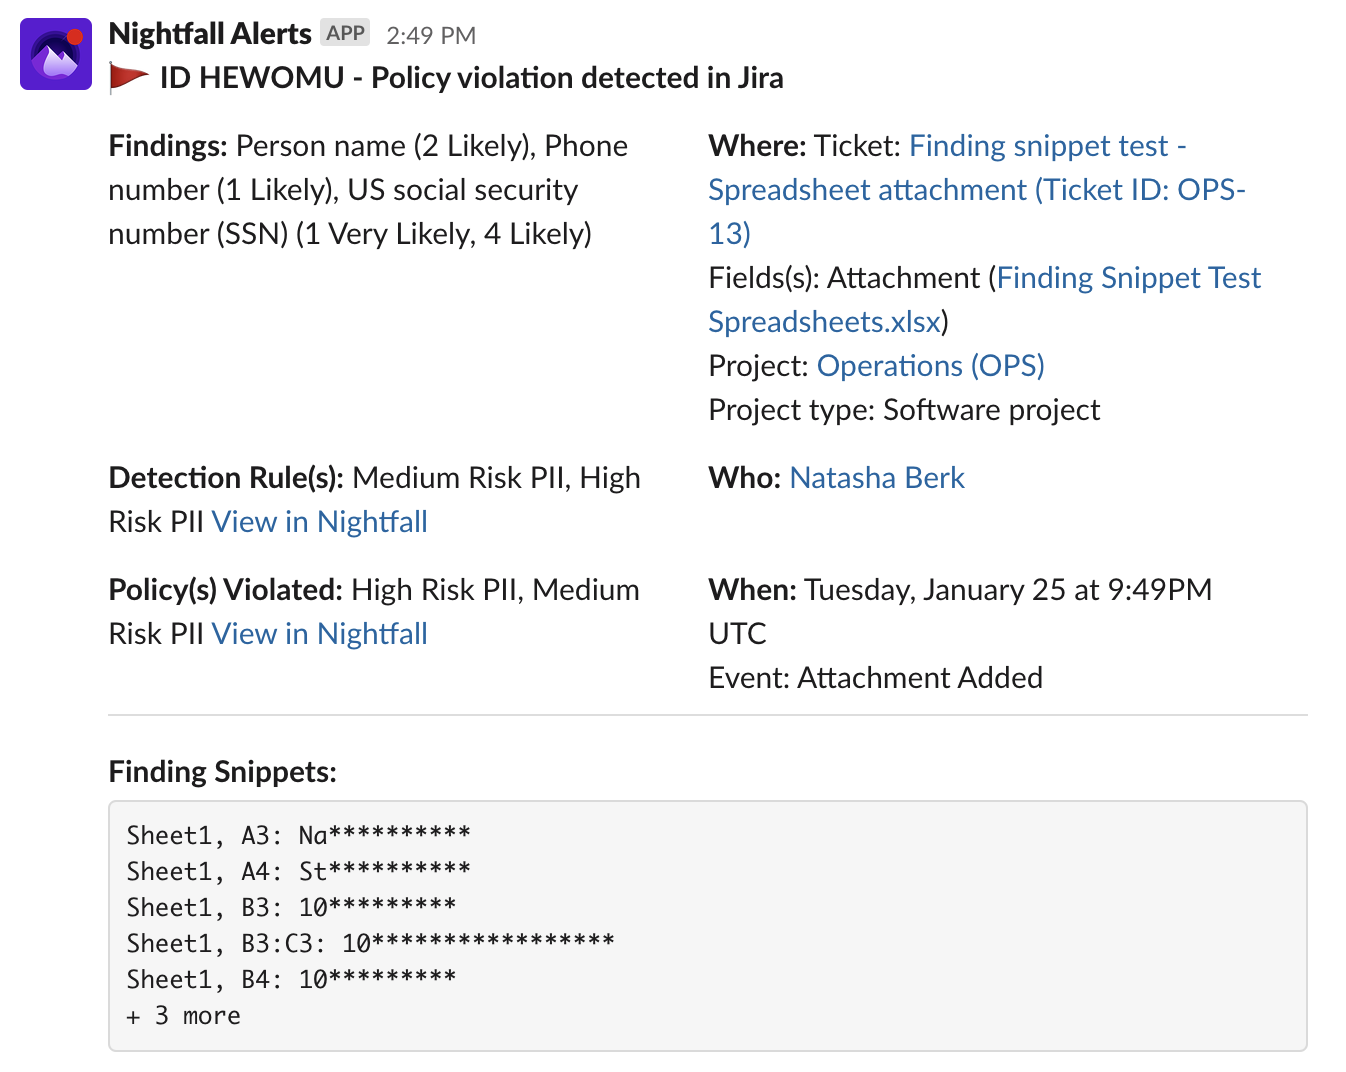 Nightfall Alerts APP 2:49 PM
ID HEWOMU - Policy violation detected in Jira
Findings: Person name (2 Likely), Phone
number (1 Likely), US social security
number (SSN) (1 Very Likely, 4 Likely)
Where: Ticket: Finding snippet test -
Spreadsheet attachment (Ticket ID: OPS-
13)
Fields(s): Attachment (Finding Snippet Test
Spreadsheets.xlsx)
Project: Operations (OPS)
Project type: Software project
Detection Rule(s): Medium Risk PII, High
Risk PII View in Nightfall
Who: Natasha Berk
Policy(s) Violated: High Risk PII, Medium
Risk PII View in Nightfall
When: Tuesday, January 25 at 9:49PM
UTC
Event: Attachment Added
Finding Snippets:
Sheet1, A3: Na**********
Sheet1, A4: St**********
Sheet1, B3: 10*********
Sheet1, B3:C3: 10*****************
Sheet1, B4: 10*********
+ 3 more